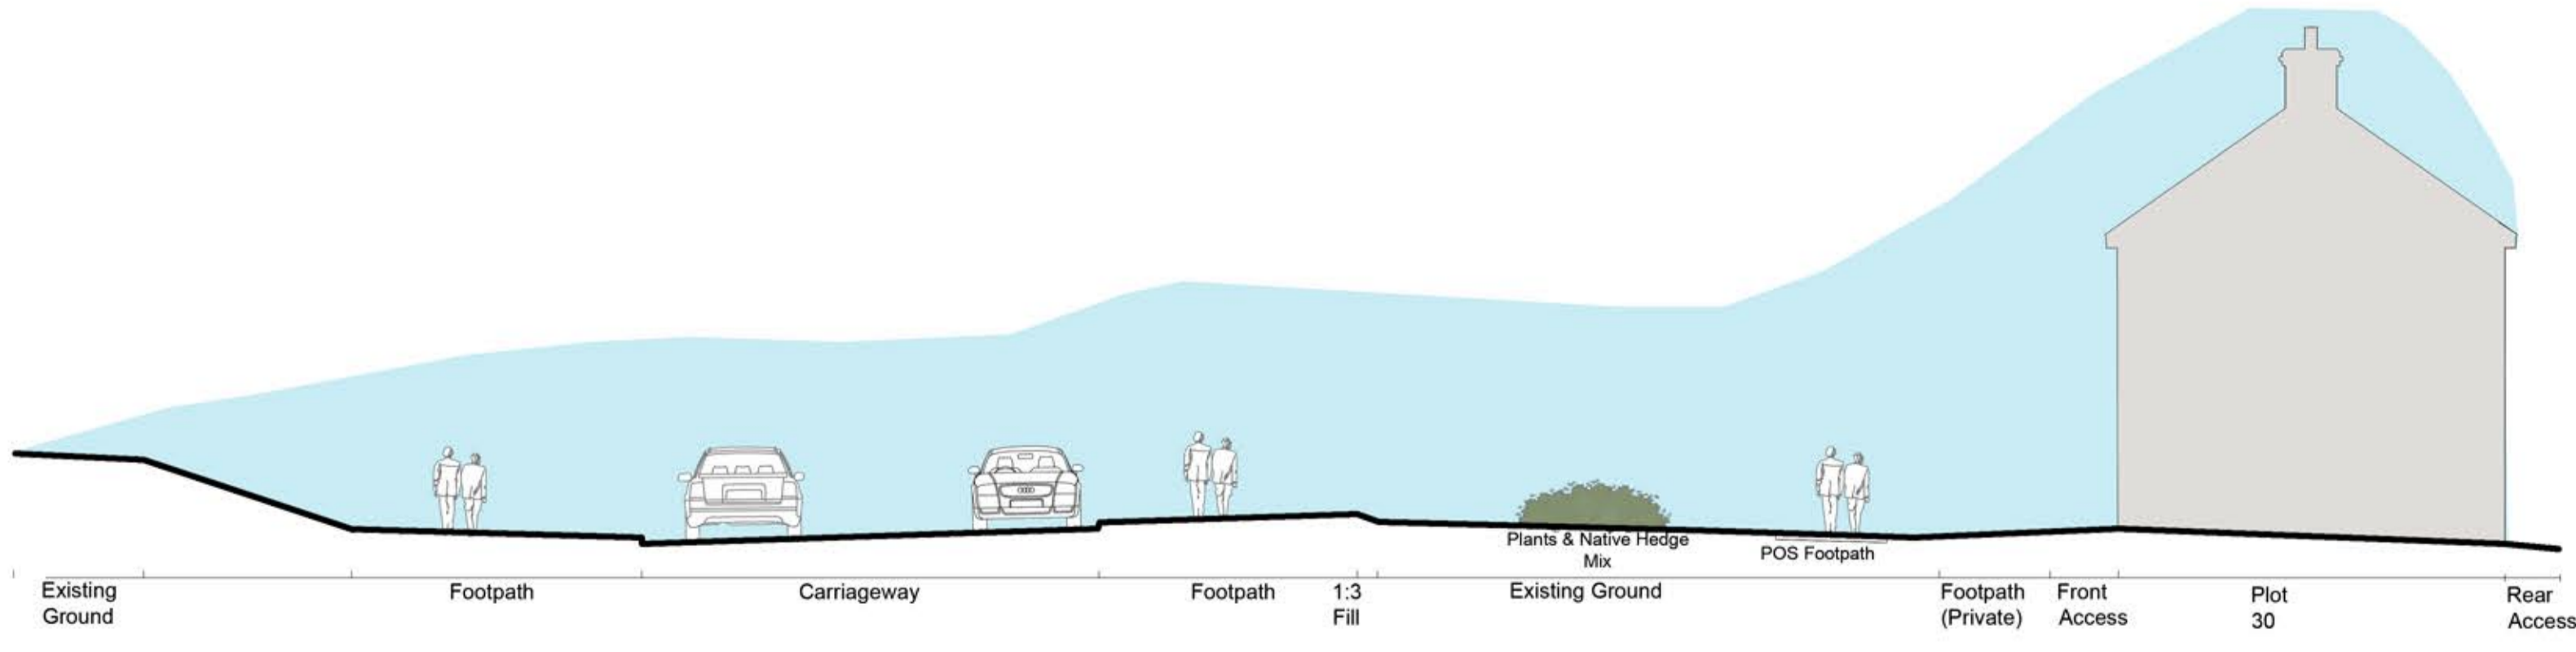 Plants & Native Hedge
Mix
POS Footpath
Existing
Ground
Footpath
Carriageway
Footpath
1:3
Fill
Existing Ground
Footpath
(Private)
Front
Access
Plot
30
Rear
Access